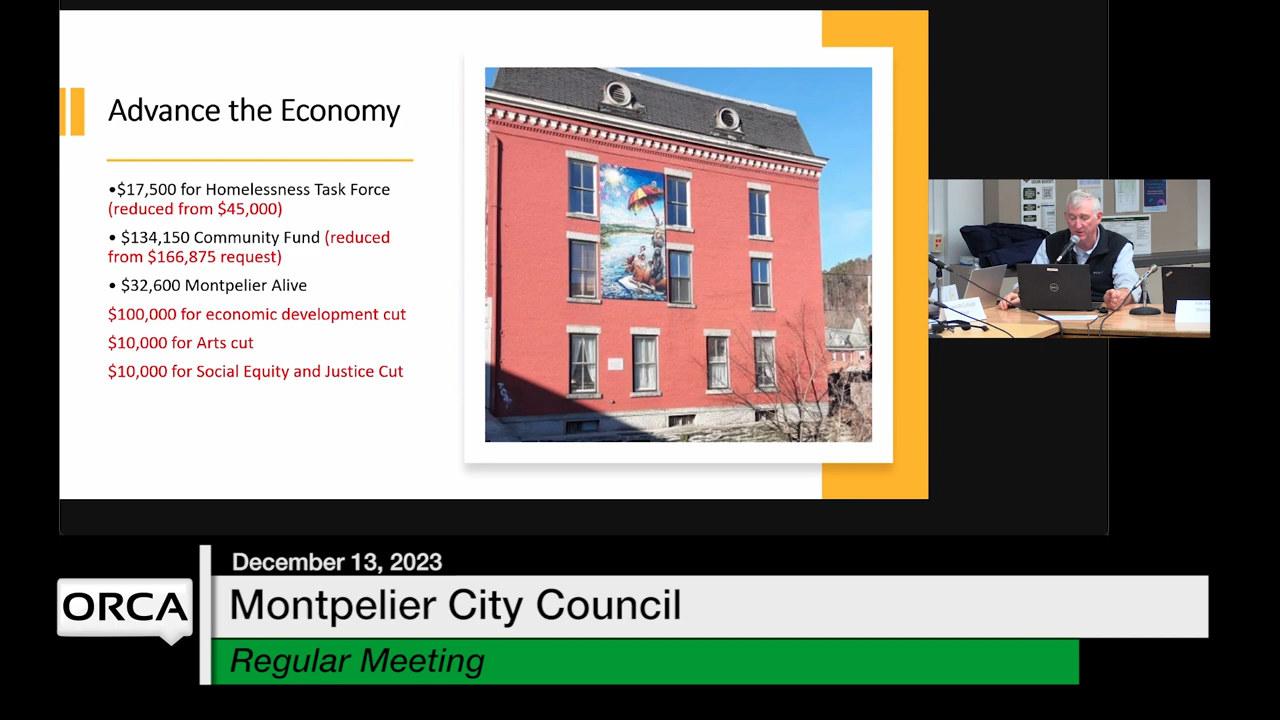 Advance the Economy
•$17,500 for Homelessness Task Force
(reduced from $45,000)
• $134,150 Community Fund (reduced
from $166,875 request)
• $32,600 Montpelier Alive
$100,000 for economic development cut
$10,000 for Arts cut
$10,000 for Social Equity and Justice Cut
December 13, 2023
ORCA
Montpelier City Council
Regular Meeting